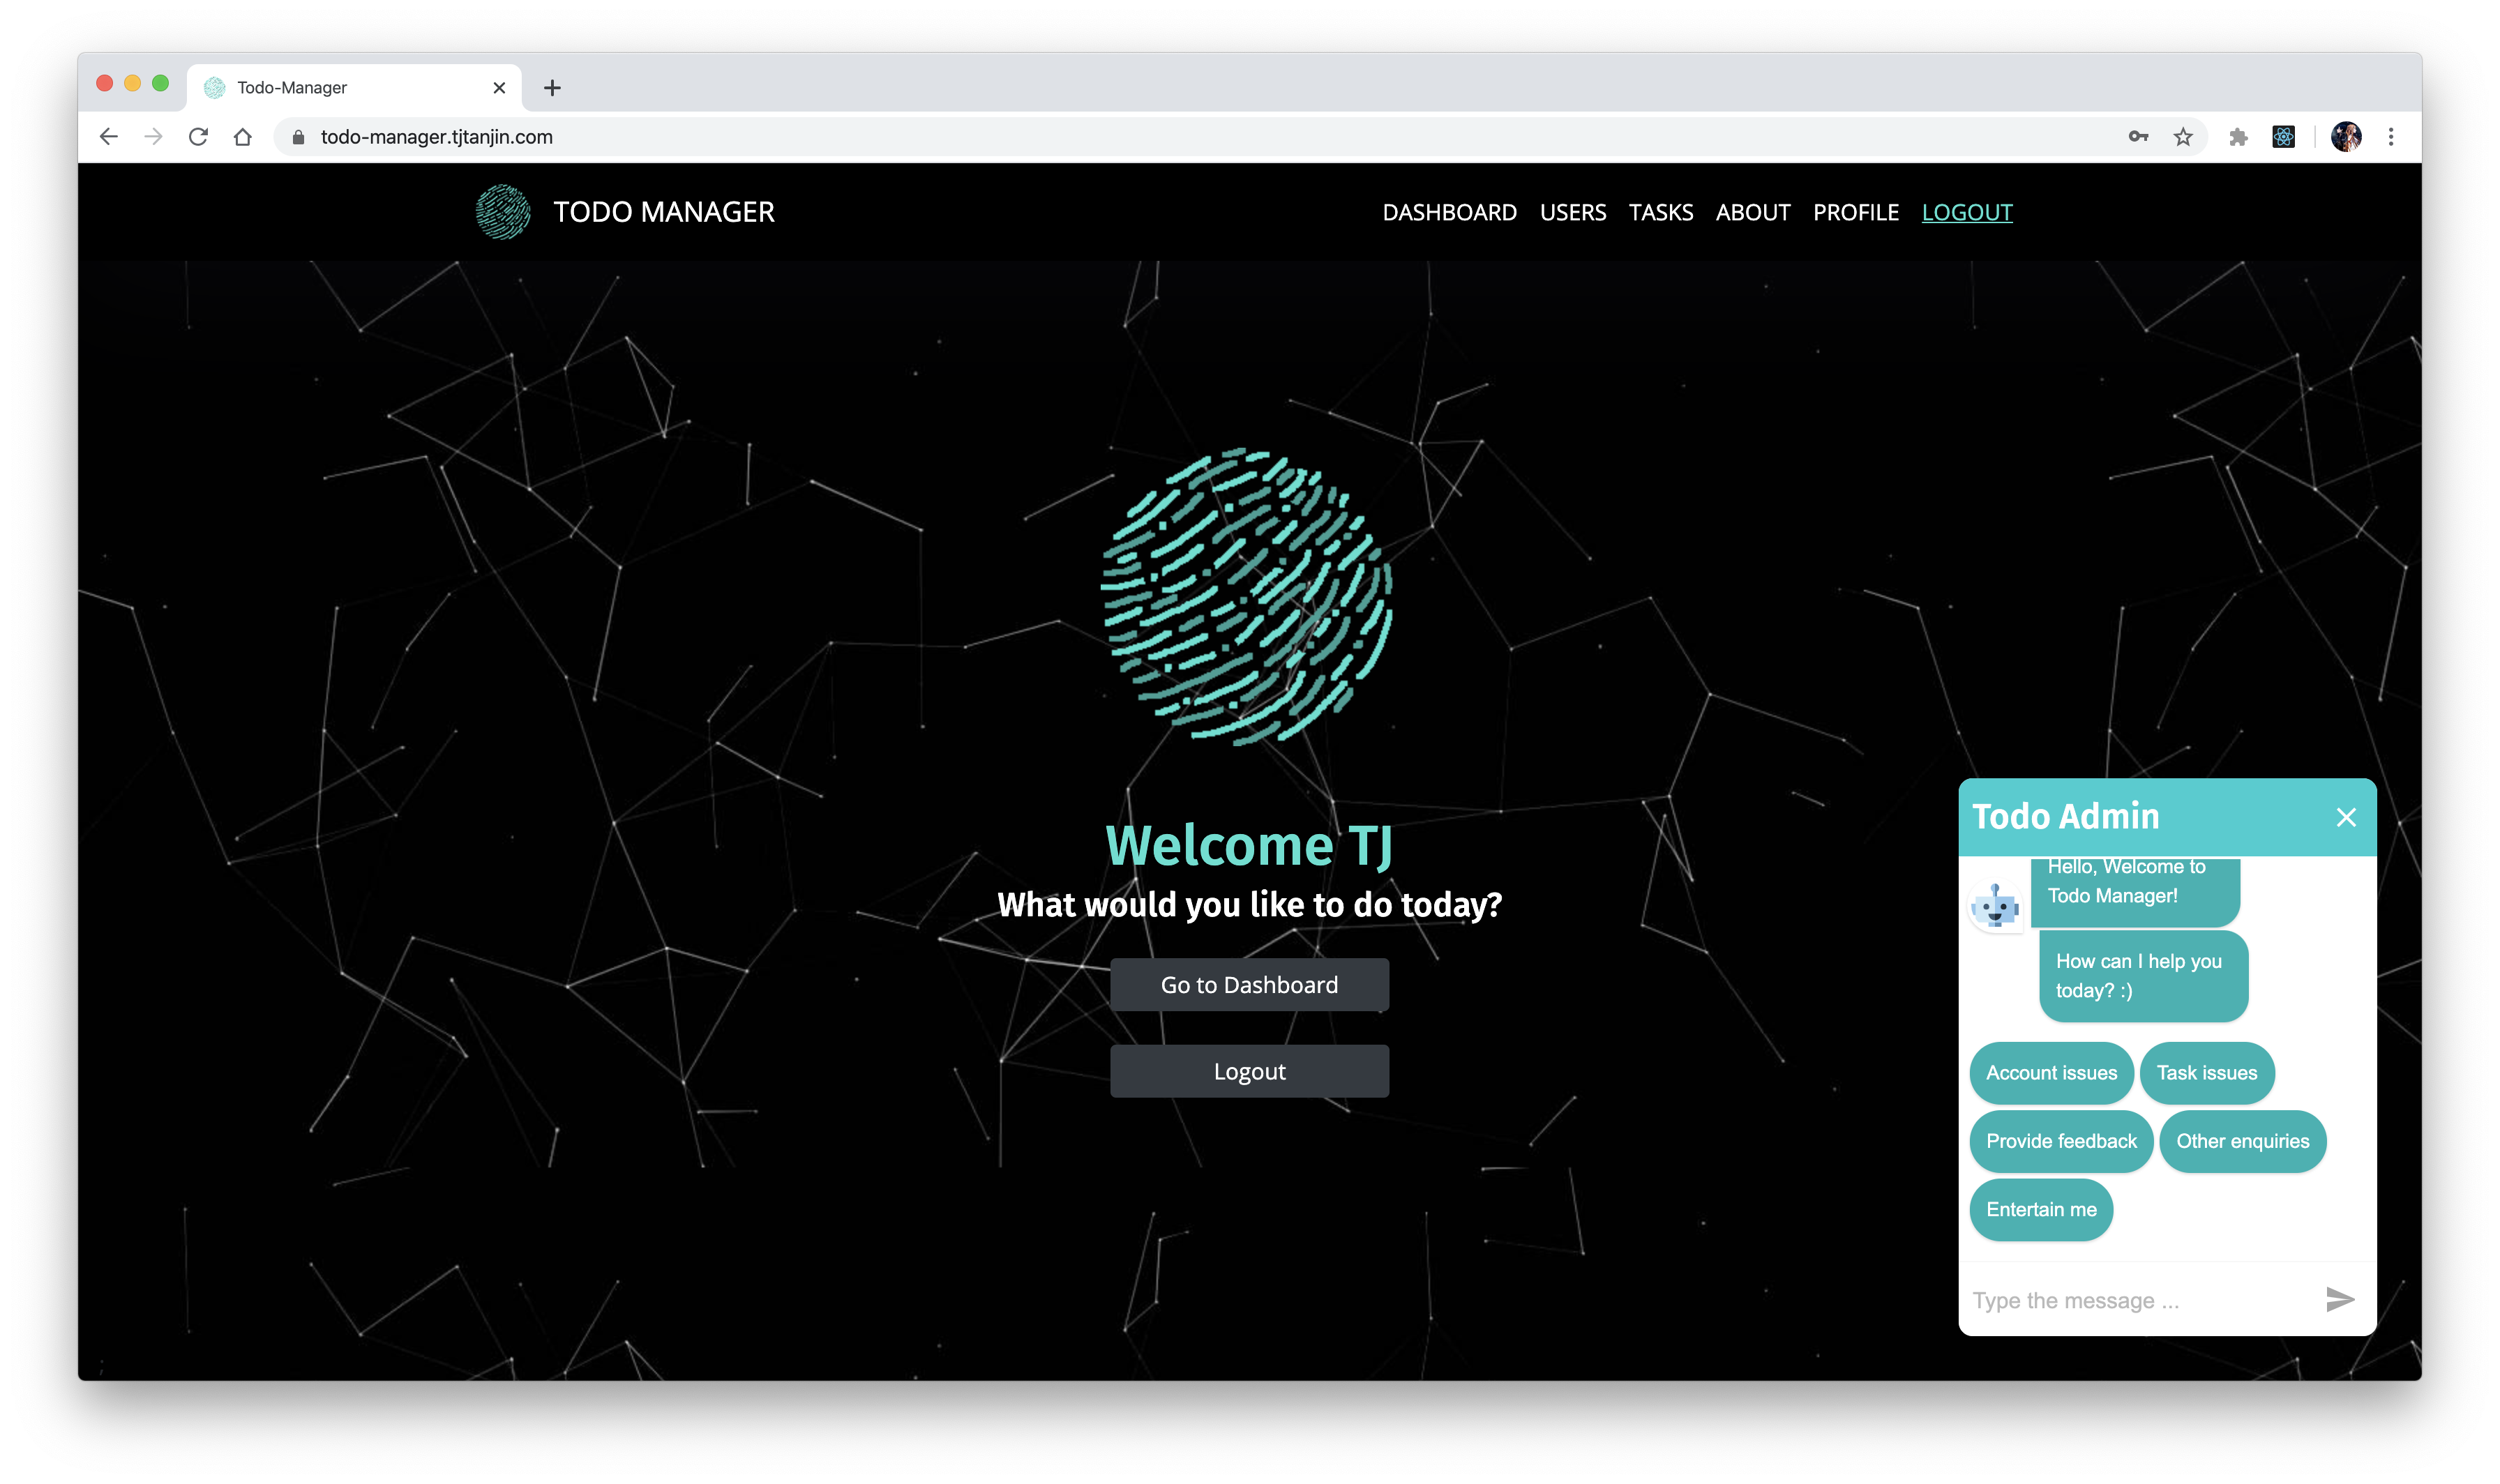 Todo-Manager
todo-manager.tjtanjin.com
TODO MANAGER
DASHBOARD USERS TASKS ABOUT PROFILE LOGOUT
Welcome TJ
What would you like to do today?
Go to Dashboard
Logout
Todo Admin
Hello, Welcome to
Todo Manager!
How can I help you
today? :)
Account issues Task issues
Provide feedback Other enquiries
Entertain me
Type the message ...